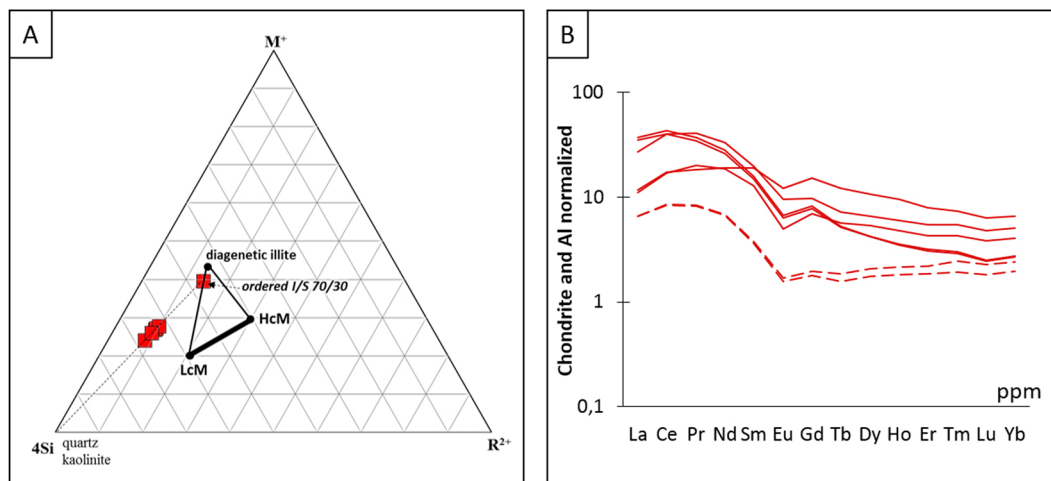 A
M⁺
diagenetic illite
ordered I/S 70/30
HcM
LcM
4Si
quartz
kaolinite
R²⁺
B
Chondrite and Al normalized
100
10
1
0,1
ppm
La Ce Pr Nd Sm Eu Gd Tb Dy Ho Er Tm Lu Yb